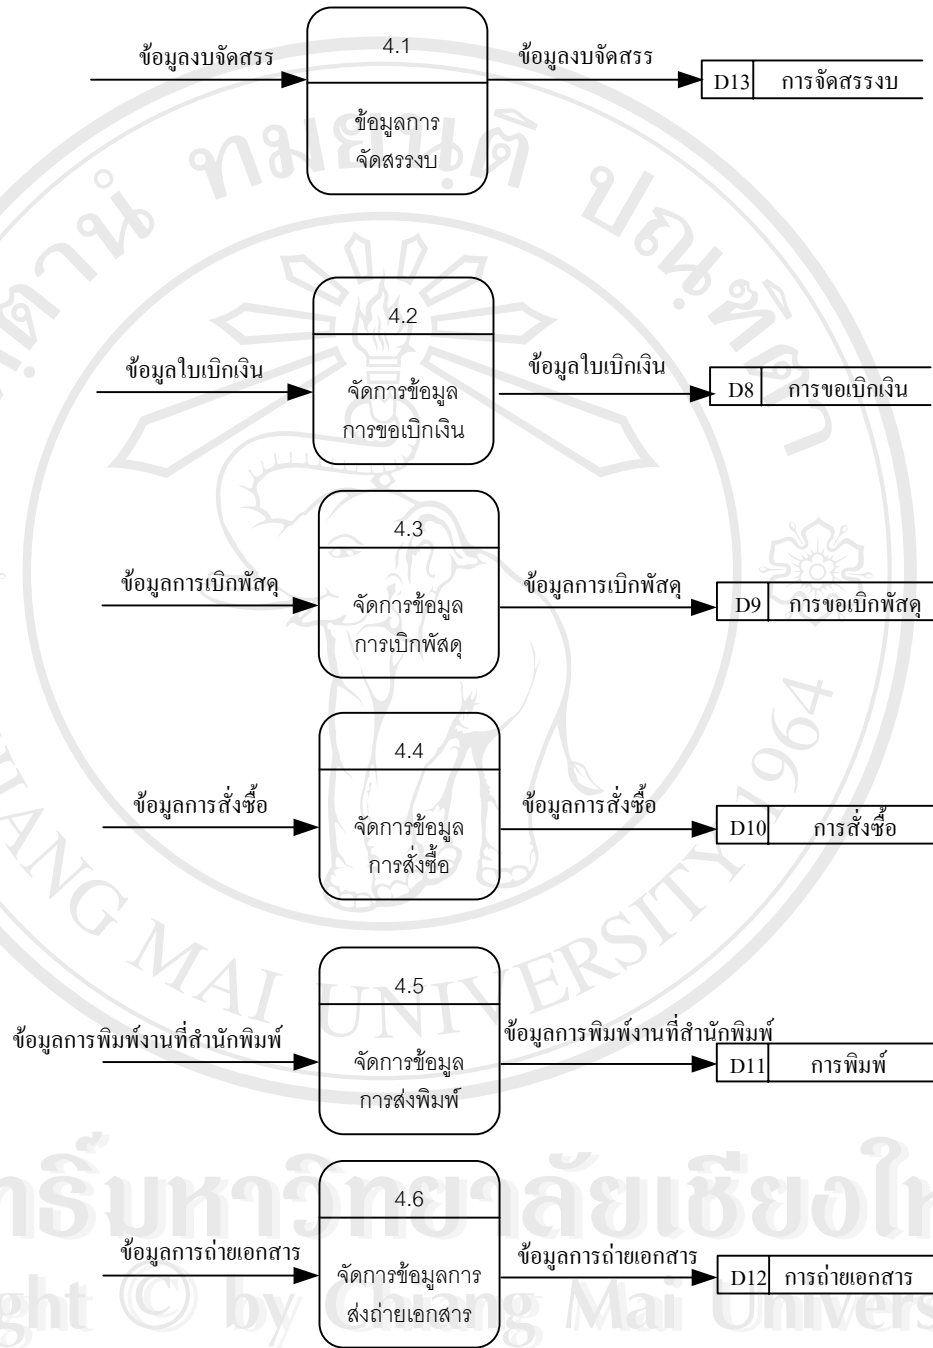 4.1
ข้อมูลงบจัดสรร
ข้อมูลงบจัดสรร
D13 การจัดสรรงบ
ข้อมูลการ
จัดสรรงบ
4.2
ข้อมูลใบเบิกเงิน
ข้อมูลใบเบิกเงิน
D8 การขอเบิกเงิน
จัดการข้อมูล
การขอเบิกเงิน
4.3
ข้อมูลการเบิกพัสดุ
ข้อมูลการเบิกพัสดุ
D9 การขอเบิกพัสดุ
จัดการข้อมูล
การเบิกพัสดุ
4.4
ข้อมูลการสั่งซื้อ
ข้อมูลการสั่งซื้อ
D10 การสั่งซื้อ
จัดการข้อมูล
การสั่งซื้อ
4.5
ข้อมูลการพิมพ์งานที่สำนักพิมพ์
ข้อมูลการพิมพ์งานที่สำนักพิมพ์
D11 การพิมพ์
จัดการข้อมูล
การส่งพิมพ์
4.6
ข้อมูลการถ่ายเอกสาร
ข้อมูลการถ่ายเอกสาร
D12 การถ่ายเอกสาร
จัดการข้อมูลการ
ส่งถ่ายเอกสาร
MAI UNIVERSITY 1964
© by Chiang Mai